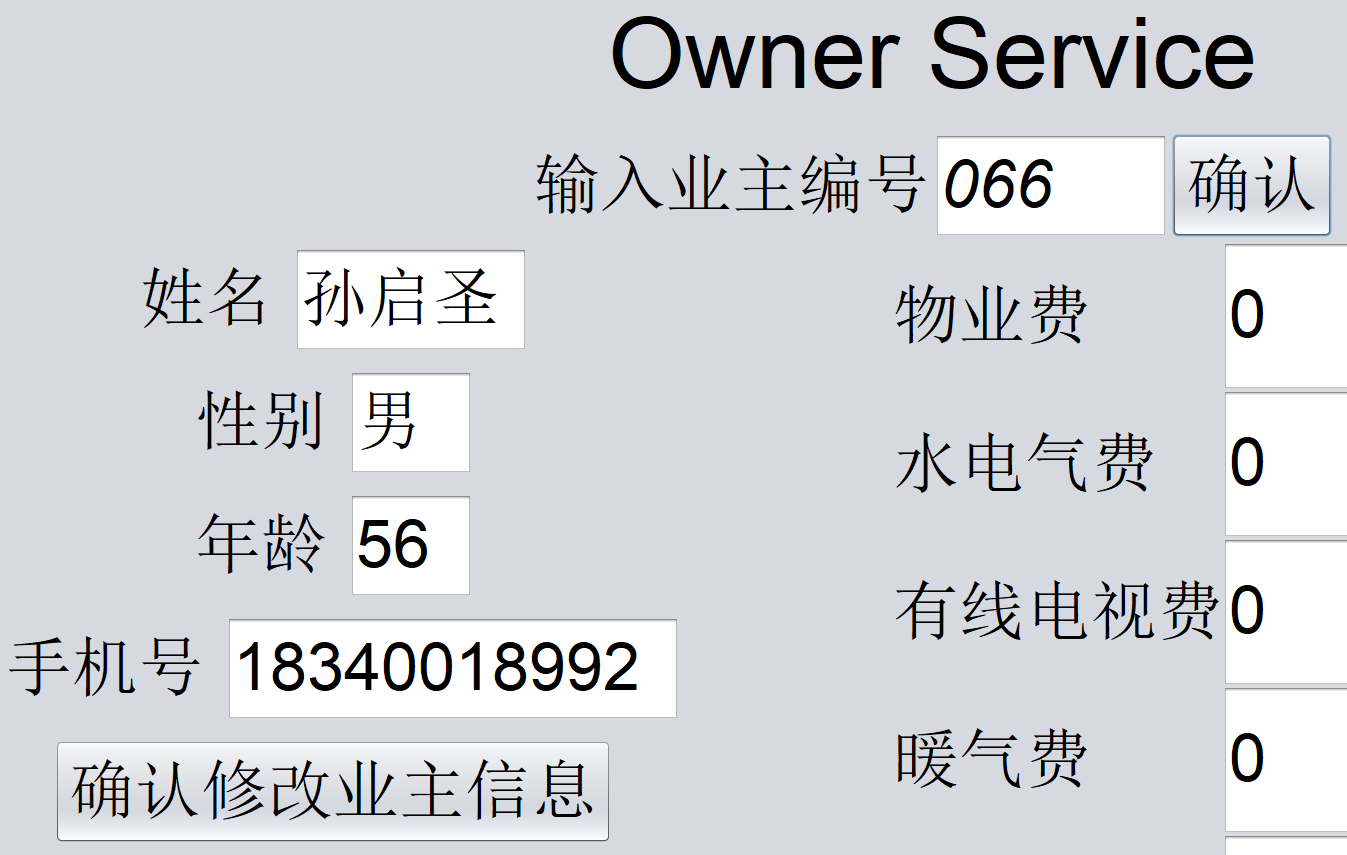 Owner Service
输入业主编号 066 确认
姓名 孙启圣
性别 男
年龄 56
手机号 18340018992
确认修改业主信息
物业费 0
水电气费 0
有线电视费 0
暖气费 0